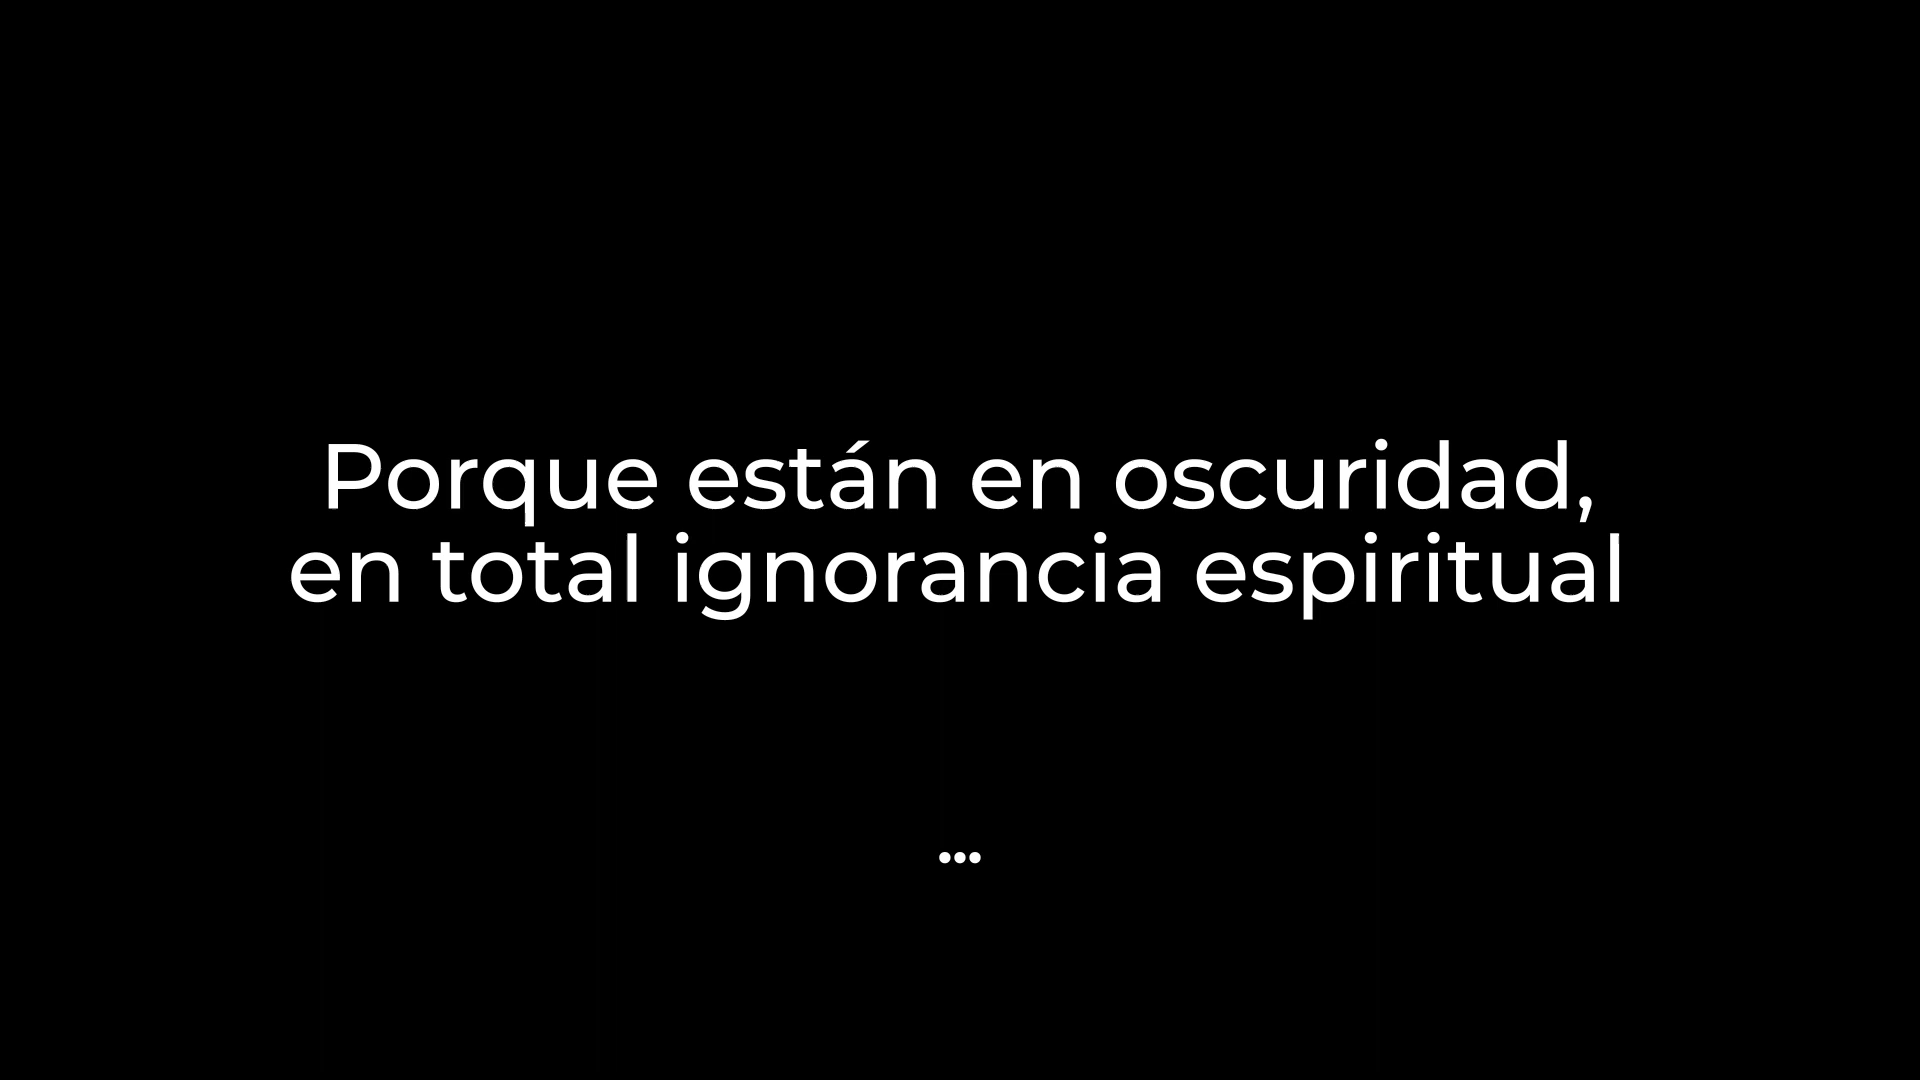 Porque están en oscuridad,
en total ignorancia espiritual
...